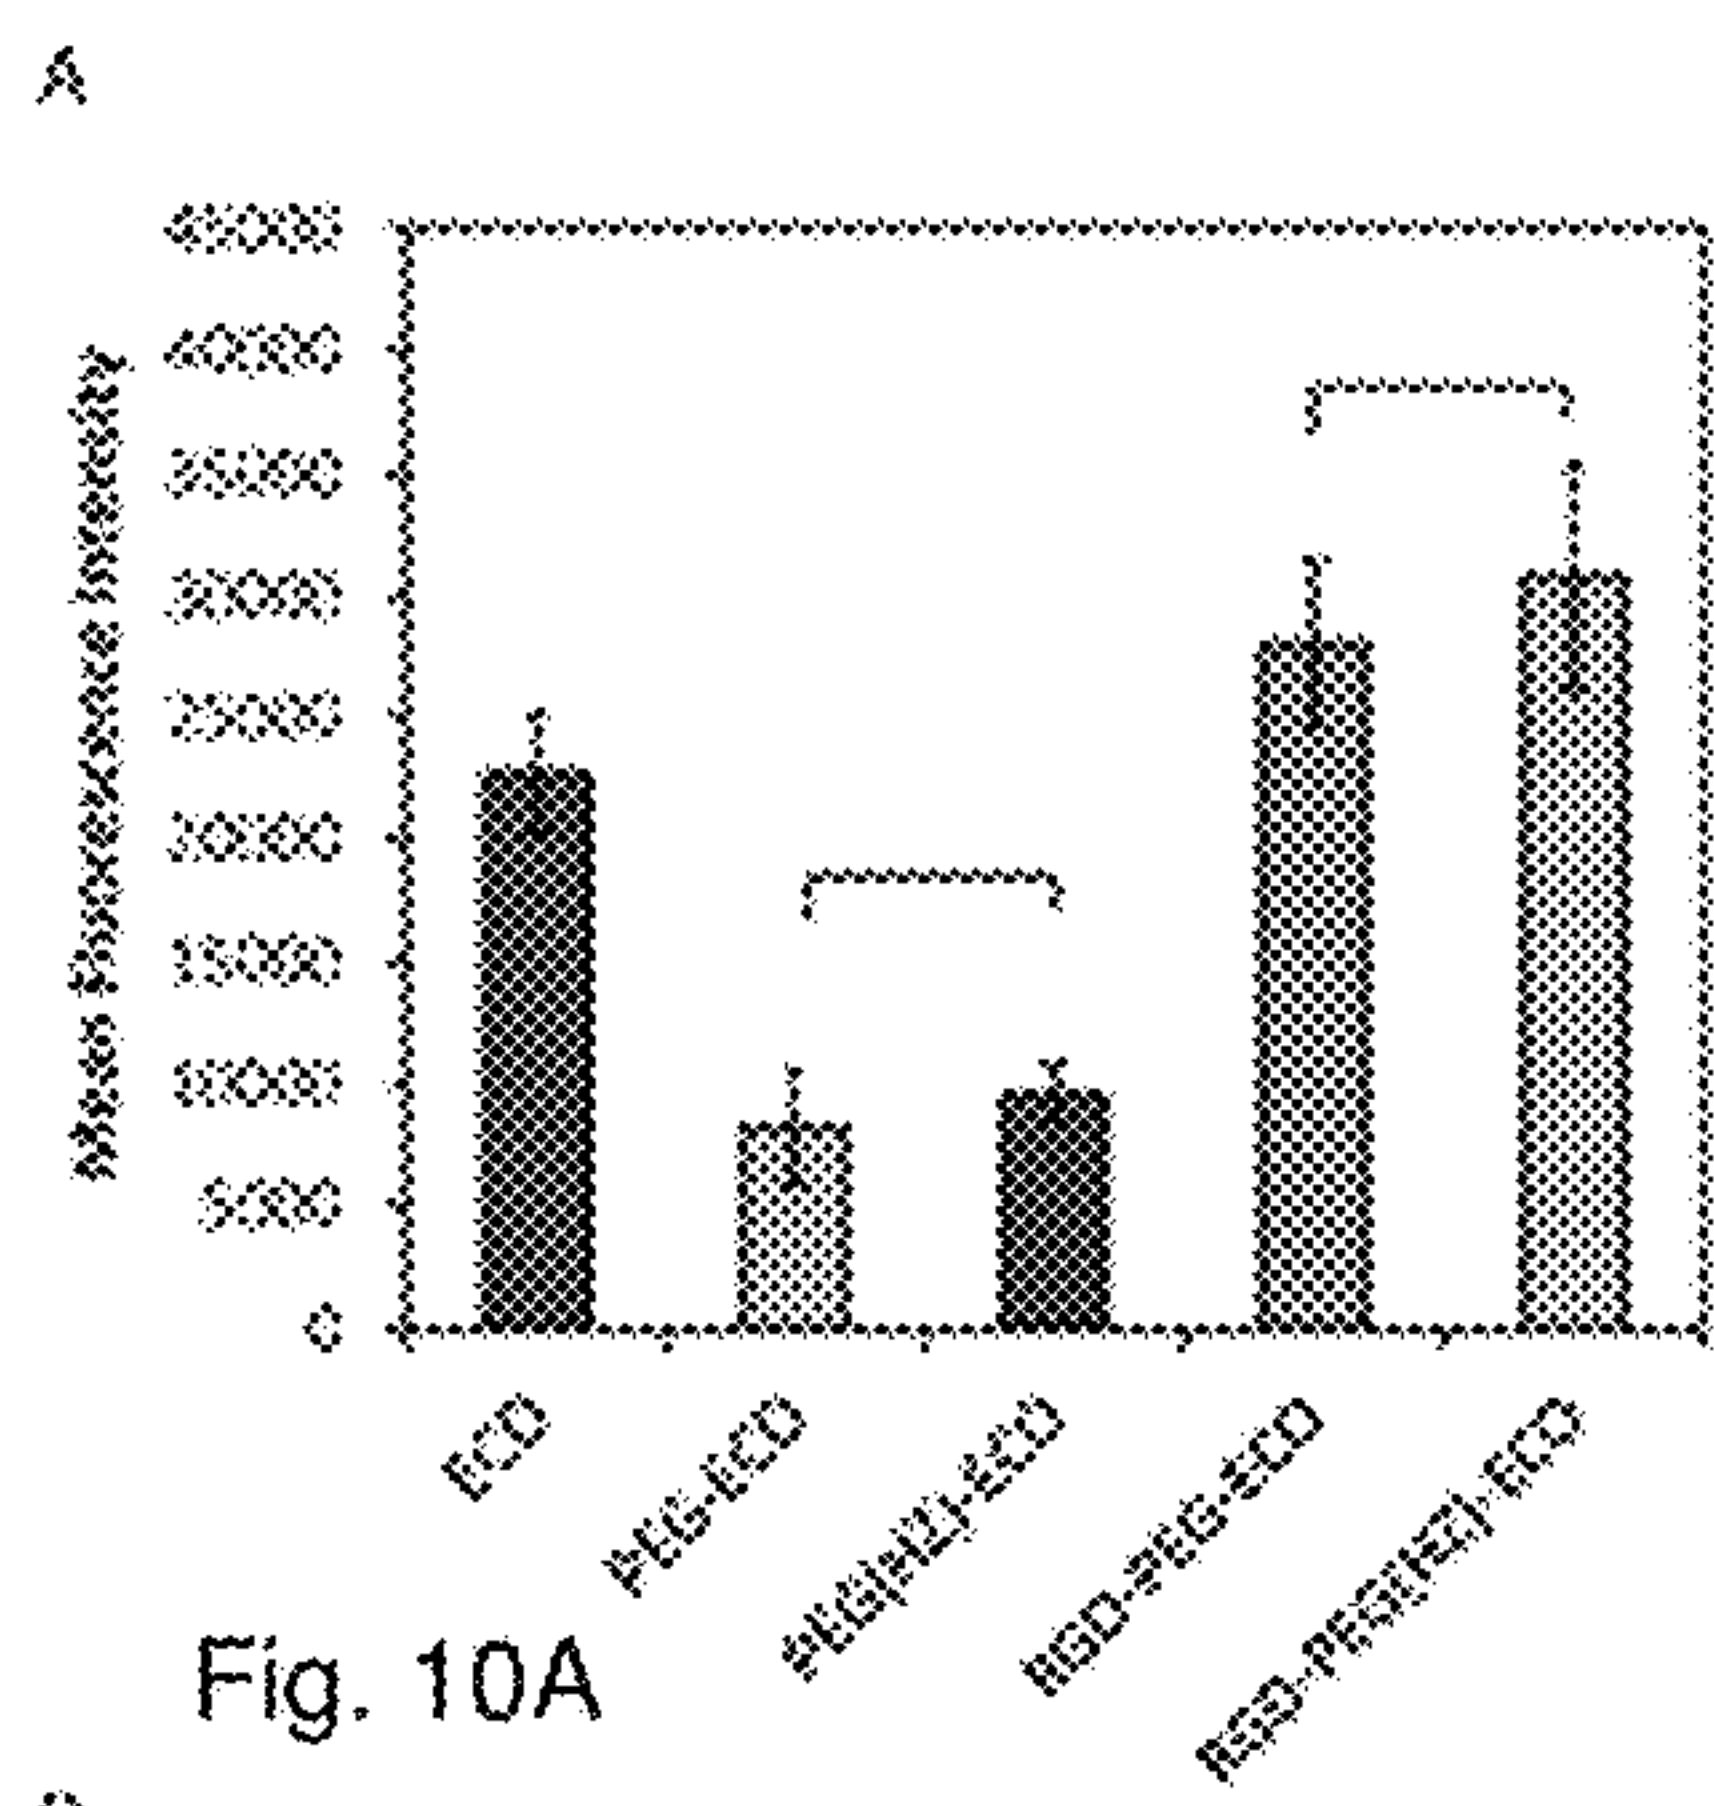 A
45000
40000
35000
30000
25000
20000
15000
10000
5000
0
Mean Fluorescence Intensity
ECO
PEG-ECO
PEG(HZ)-ECO
RGD-PEG-ECO
RGD-PEG(HZ)-ECO
Fig. 10A